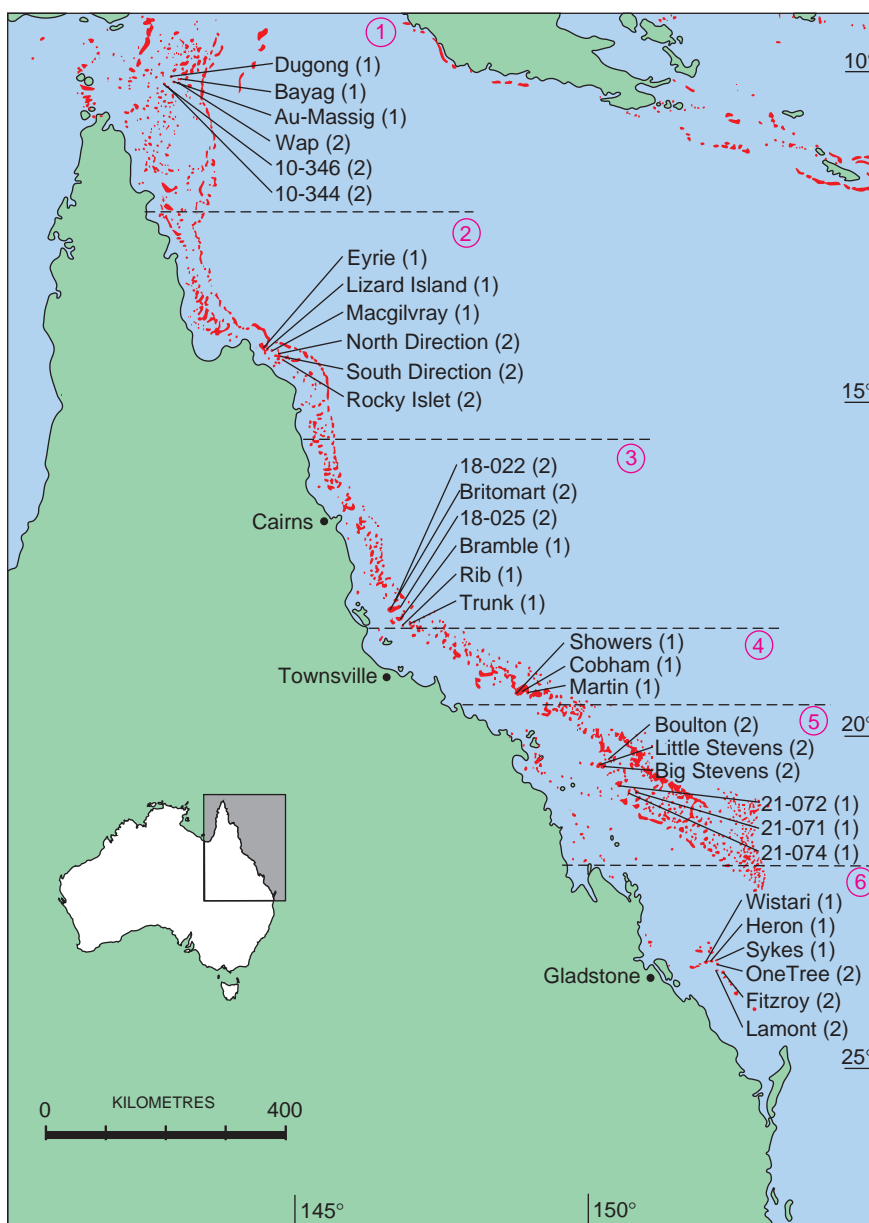 1
10°
Dugong (1)
Bayag (1)
Au-Massig (1)
Wap (2)
10-346 (2)
10-344 (2)
2
Eyrie (1)
Lizard Island (1)
Macgilvray (1)
North Direction (2)
South Direction (2)
Rocky Islet (2)
15°
3
18-022 (2)
Britomart (2)
18-025 (2)
Bramble (1)
Rib (1)
Trunk (1)
Cairns
4
Showers (1)
Cobham (1)
Martin (1)
Townsville
5
20°
Boulton (2)
Little Stevens (2)
Big Stevens (2)
21-072 (1)
21-071 (1)
21-074 (1)
6
Wistari (1)
Heron (1)
Sykes (1)
OneTree (2)
Fitzroy (2)
Lamont (2)
Gladstone
25°
0 KILOMETRES 400
145° 150°